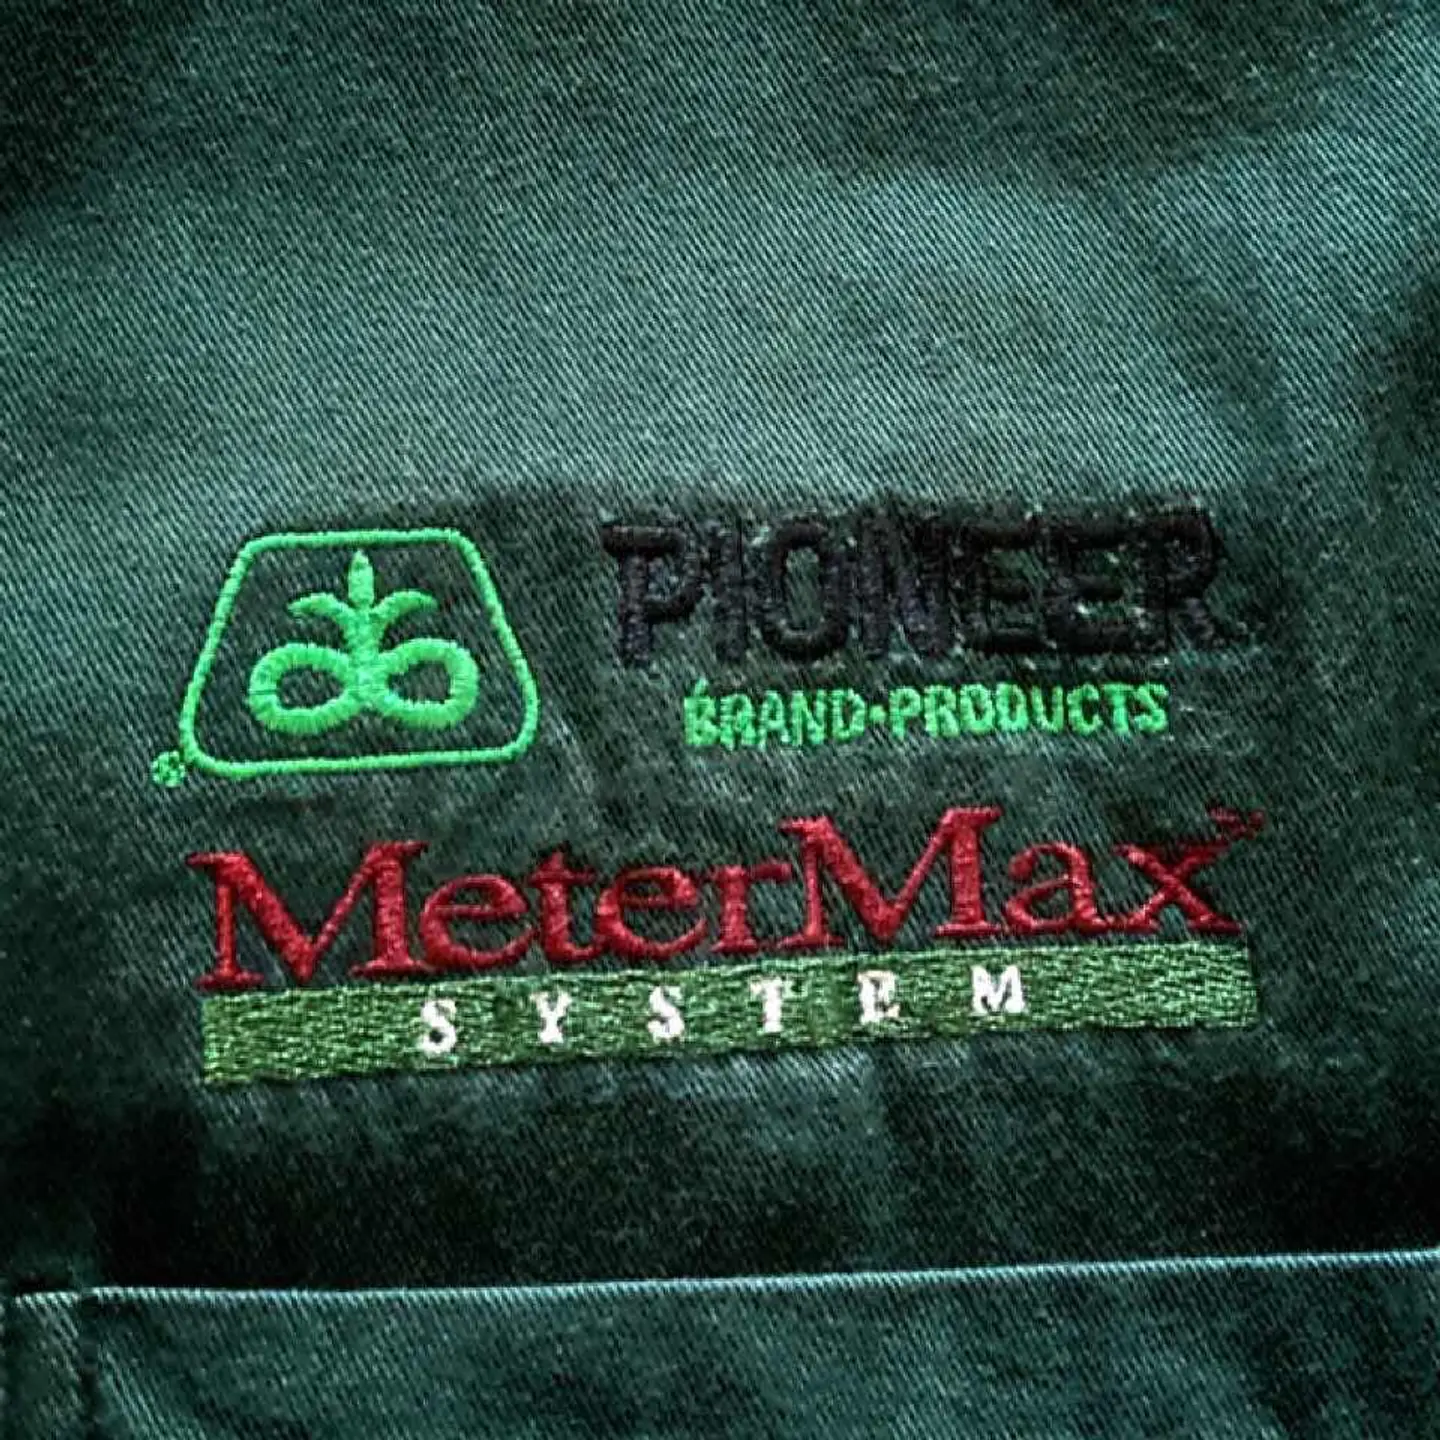 PIONEER
BRAND·PRODUCTS
MeterMax
SYSTEM